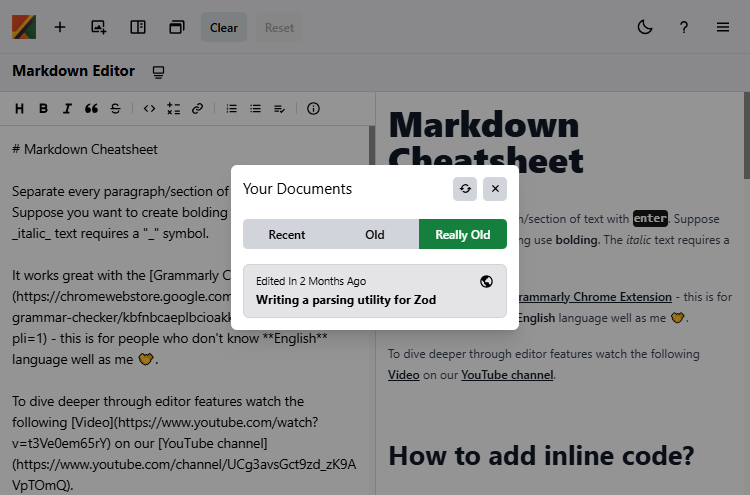 Clear
Reset
?
Markdown Editor
H B I S
# Markdown Cheatsheet
Separate every paragraph/section of
Suppose you want to create bolding
_italic_ text requires a "_" symbol.
It works great with the [Grammarly C
(https://chromewebstore.google.com
grammar-checker/kbfnbcaeplbcioakk
pli=1) - this is for people who don't know **English**
language well as me 🤝.
To dive deeper through editor features watch the
following [Video](https://www.youtube.com/watch?
v=t3Ve0em65rY) on our [YouTube channel]
(https://www.youtube.com/channel/UCg3avsGct9zd_zK9A
VpTOmQ).
Your Documents
Recent
Old
Really Old
Edited In 2 Months Ago
Writing a parsing utility for Zod
Markdown
Cheatsheet
/section of text with enter. Suppose
g use bolding. The italic text requires a
rammarly Chrome Extension - this is for
English language well as me 🤝.
To dive deeper through editor features watch the following
Video on our YouTube channel.
How to add inline code?